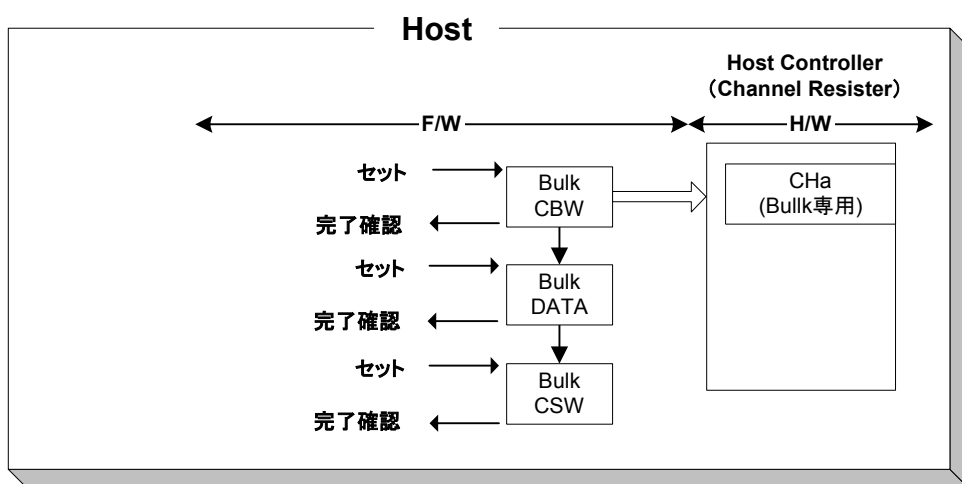 Host
Host Controller
(Channel Resister)
F/W
H/W
セット
Bulk
CBW
CHa
(Bullk専用)
完了確認
セット
Bulk
DATA
完了確認
セット
Bulk
CSW
完了確認